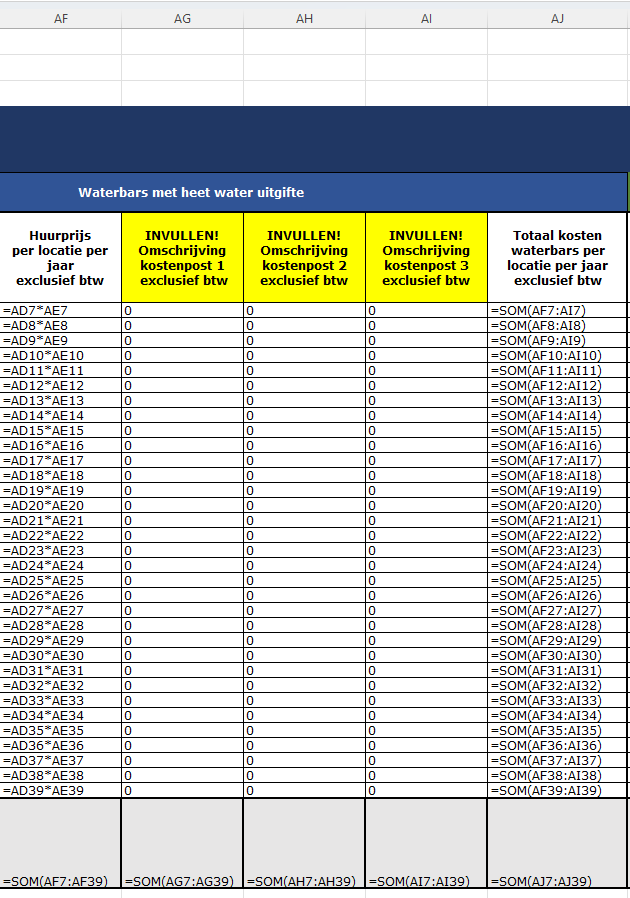 AF AG AH AI AJ
Waterbars met heet water uitgifte
Huurprijs
per locatie per
jaar
exclusief btw
INVULLEN!
Omschrijving
kostenpost 1
exclusief btw
INVULLEN!
Omschrijving
kostenpost 2
exclusief btw
INVULLEN!
Omschrijving
kostenpost 3
exclusief btw
Totaal kosten
waterbars per
locatie per jaar
exclusief btw
=AD7*AE7 0 0 0 =SOM(AF7:AI7)
=AD8*AE8 0 0 0 =SOM(AF8:AI8)
=AD9*AE9 0 0 0 =SOM(AF9:AI9)
=AD10*AE10 0 0 0 =SOM(AF10:AI10)
=AD11*AE11 0 0 0 =SOM(AF11:AI11)
=AD12*AE12 0 0 0 =SOM(AF12:AI12)
=AD13*AE13 0 0 0 =SOM(AF13:AI13)
=AD14*AE14 0 0 0 =SOM(AF14:AI14)
=AD15*AE15 0 0 0 =SOM(AF15:AI15)
=AD16*AE16 0 0 0 =SOM(AF16:AI16)
=AD17*AE17 0 0 0 =SOM(AF17:AI17)
=AD18*AE18 0 0 0 =SOM(AF18:AI18)
=AD19*AE19 0 0 0 =SOM(AF19:AI19)
=AD20*AE20 0 0 0 =SOM(AF20:AI20)
=AD21*AE21 0 0 0 =SOM(AF21:AI21)
=AD22*AE22 0 0 0 =SOM(AF22:AI22)
=AD23*AE23 0 0 0 =SOM(AF23:AI23)
=AD24*AE24 0 0 0 =SOM(AF24:AI24)
=AD25*AE25 0 0 0 =SOM(AF25:AI25)
=AD26*AE26 0 0 0 =SOM(AF26:AI26)
=AD27*AE27 0 0 0 =SOM(AF27:AI27)
=AD28*AE28 0 0 0 =SOM(AF28:AI28)
=AD29*AE29 0 0 0 =SOM(AF29:AI29)
=AD30*AE30 0 0 0 =SOM(AF30:AI30)
=AD31*AE31 0 0 0 =SOM(AF31:AI31)
=AD32*AE32 0 0 0 =SOM(AF32:AI32)
=AD33*AE33 0 0 0 =SOM(AF33:AI33)
=AD34*AE34 0 0 0 =SOM(AF34:AI34)
=AD35*AE35 0 0 0 =SOM(AF35:AI35)
=AD36*AE36 0 0 0 =SOM(AF36:AI36)
=AD37*AE37 0 0 0 =SOM(AF37:AI37)
=AD38*AE38 0 0 0 =SOM(AF38:AI38)
=AD39*AE39 0 0 0 =SOM(AF39:AI39)
=SOM(AF7:AF39) =SOM(AG7:AG39) =SOM(AH7:AH39) =SOM(AI7:AI39) =SOM(AJ7:AJ39)